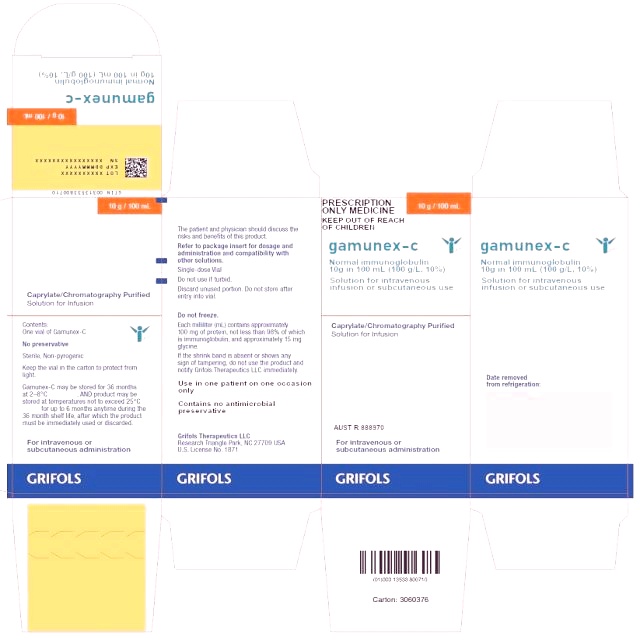 gamunex-c
Normal immunoglobulin
10g in 100 mL (100 g/L, 10%)
10 g / 100 mL
LOT XXXXXXXXXX
EXP DDMMMYYYY
SN XXXXXXXXXXXXXXXX
10 g / 100 mL
Caprylate/Chromatography Purified
Solution for Infusion
Contents:
One vial of Gamunex-C
No preservative
Sterile, Non-pyrogenic
Keep the vial in the carton to protect from
light.
Gamunex-C may be stored for 36 months
at 2-8°C AND product may be
stored at temperatures not to exceed 25°C
for up to 6 months anytime during the
36 month shelf life, after which the product
must be immediately used or discarded.
For intravenous or
subcutaneous administration
GRIFOLS
The patient and physician should discuss the
risks and benefits of this product.
Refer to package insert for dosage and
administration and compatibility with
other solutions.
Single-dose Vial
Do not use if turbid.
Discard unused portion. Do not store after
entry into vial.
Do not freeze.
Each milliliter (mL) contains approximately
100 mg of protein, not less than 98% of which
is immunoglobulin, and approximately 15 mg
glycine.
If the shrink band is absent or shows any
sign of tampering, do not use the product and
notify Grifols Therapeutics LLC immediately.
Use in one patient on one occasion
only
Contains no antimicrobial
preservative
Grifols Therapeutics LLC
Research Triangle Park, NC 27709 USA
U.S. License No. 1871
GRIFOLS
PRESCRIPTION
ONLY MEDICINE
KEEP OUT OF REACH
OF CHILDREN
10 g / 100 mL
gamunex-c
Normal immunoglobulin
10g in 100 mL (100 g/L, 10%)
Solution for intravenous
infusion or subcutaneous use
Caprylate/Chromatography Purified
Solution for Infusion
AUST R 888970
For intravenous or
subcutaneous administration
GRIFOLS
Carton: 3060376
gamunex-c
Normal immunoglobulin
10g in 100 mL (100 g/L, 10%)
Solution for intravenous
infusion or subcutaneous use
Date removed
from refrigeration:
GRIFOLS